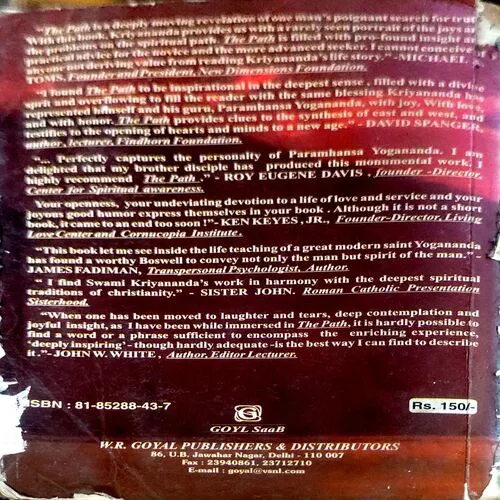 "The Path is a deeply moving revelation of one man's poignant search for trut
With this book, Kriyananda provides us with a rarely seen portrait of the joys an
the problems on the spiritual path. The Path is filled with pro-found insight an
practical advice for the novice and the more advanced seeker. I cannot conceive
anyone not deriving value from reading Kriyananda's life story." -MICHAEL
TOMS, Founder and President, New Dimensions Foundation.
"I found The Path to be inspirational in the deepest sense , filled with a divine
sprit and overflowing to fill the reader with the same blessing Kriyananda
experienced himself and his guru, Paramhansa Yogananda, with joy. With love
and with honor. The Path provides clues to the synthesis of east and west, and
testifies to the opening of hearts and minds to a new age." - DAVID SPANGER,
author, lecturer, Findhorn Foundation.
"... Perfectly captures the personality of Paramhansa Yogananda. I am
delighted that my brother disciple has produced this monumental work. I
highly recommend The Path ." - ROY EUGENE DAVIS , founder -Director,
Center for Spiritual awareness.
Your openness, your undeviating devotion to a life of love and service and your
joyous good humor express themselves in your book . Although it is not a short
book, it came to an end too soon !"- KEN KEYES, JR., Founder-Director, Living
Love Center and Cornucopia Institute.
"This book let me see inside the life teaching of a great modern saint Yogananda
has found a worthy Boswell to convey not only the man but spirit of the man." -
JAMES FADIMAN, Transpersonal Psychologist, Author.
" I find Swami Kriyananda's work in harmony with the deepest spiritual
traditions of christianity." - SISTER JOHN. Roman Catholic Presentation
Sisterhood.
"When one has been moved to laughter and tears, deep contemplation and
joyful insight, as I have been while immersed in The Path, it is hardly possible to
find a word or a phrase sufficient to encompass the enriching experience,
'deeply inspiring' - though hardly adequate -is the best way I can find to describe
it ."- JOHN W. WHITE , Author, Editor Lecturer.
ISBN : 81-85288-43-7
Rs. 150/-
G
GOYL SaaB
W.R. GOYAL PUBLISHERS & DISTRIBUTORS
86, U.B. Jawahar Nagar, Delhi - 110 007
Fax : 23940861, 23712710
E-mail : goyal@vsnl.com